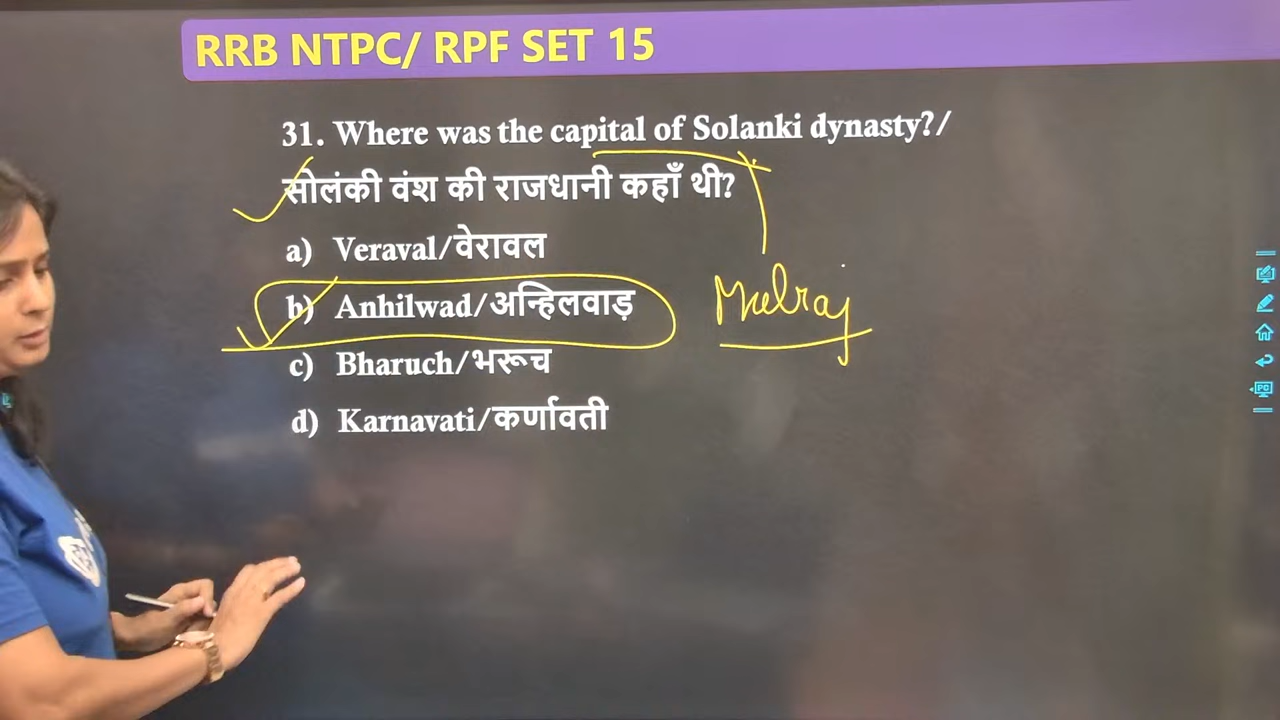 RRB NTPC/ RPF SET 15
31. Where was the capital of Solanki dynasty?/
सोलंकी वंश की राजधानी कहाँ थी?
a) Veraval/वेरावल
b) Anhilwad/अन्हिलवाड़
Mulraj
c) Bharuch/भरूच
d) Karnavati/कर्णावती